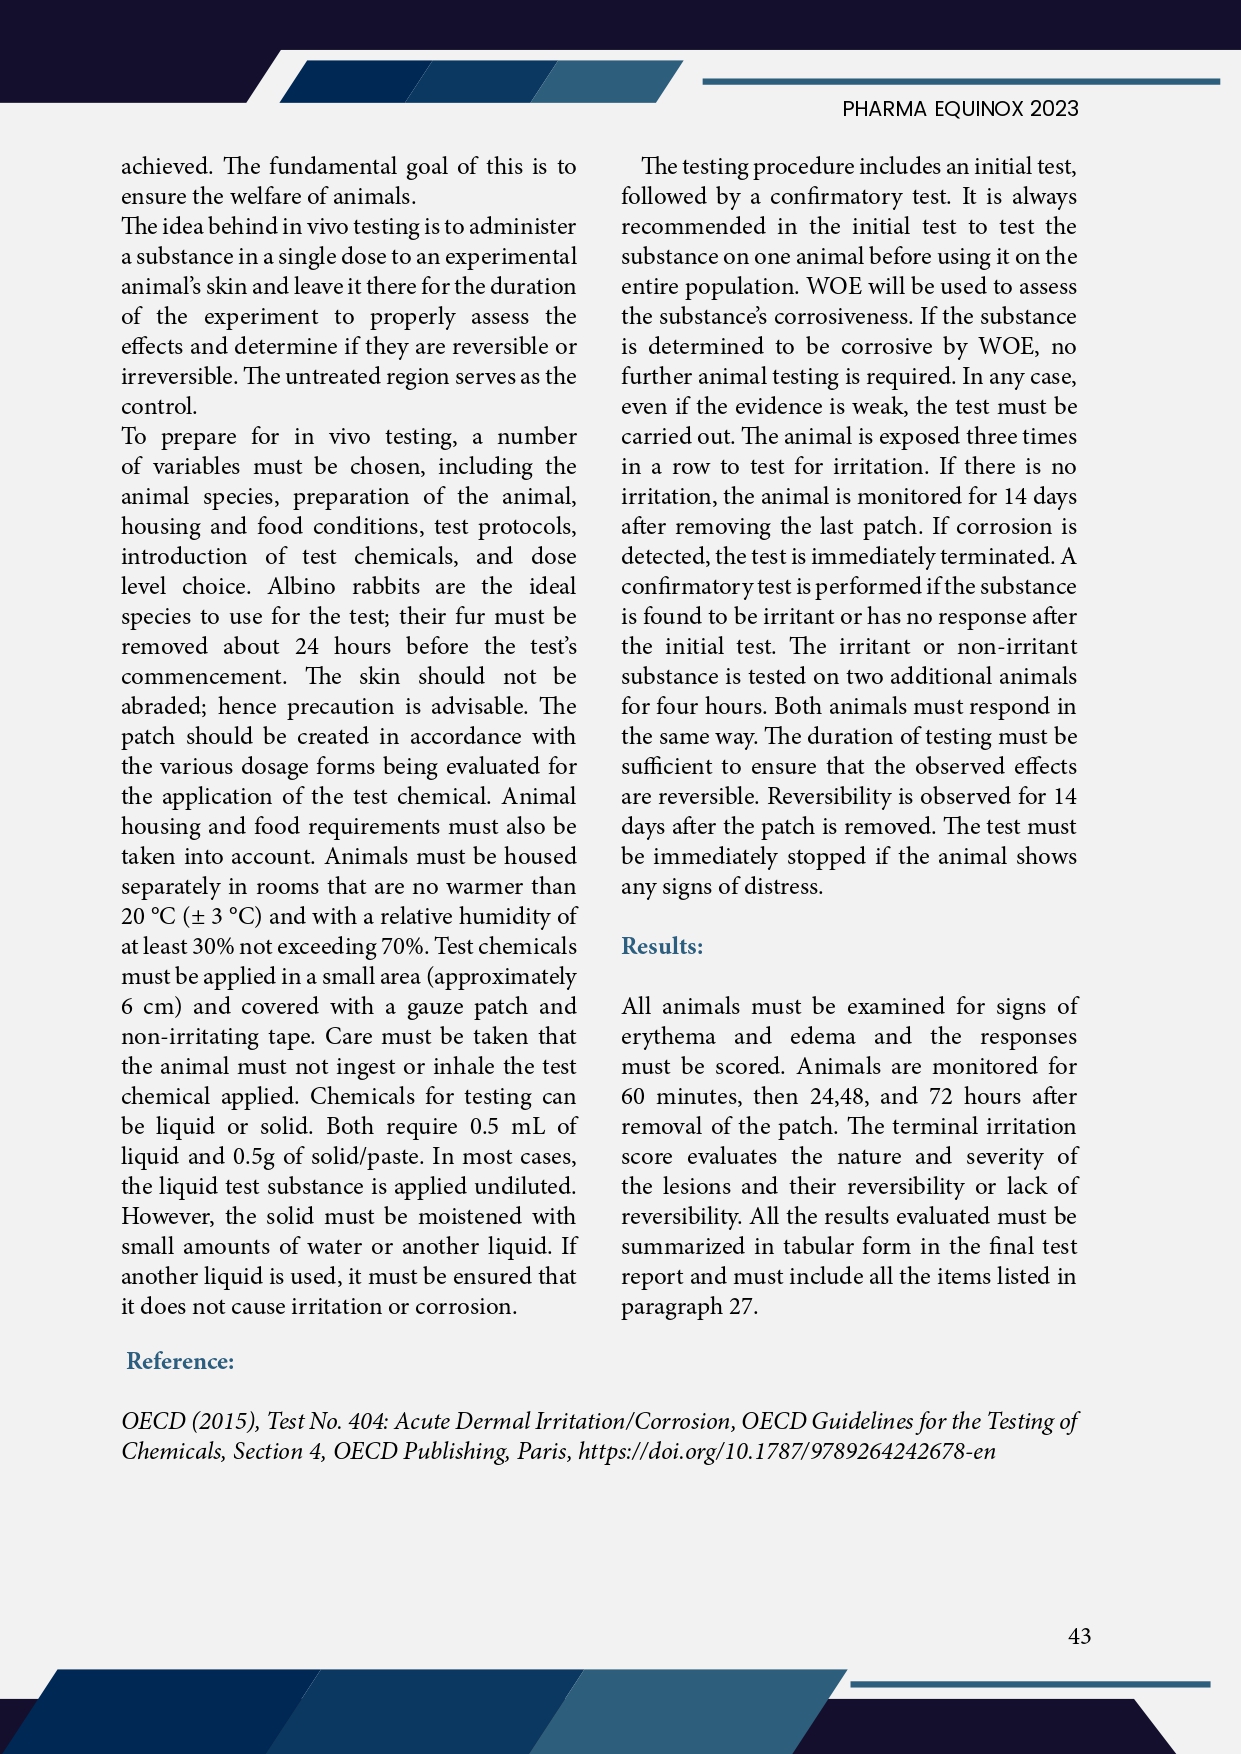 PHARMA EQUINOX 2023
achieved. The fundamental goal of this is to
ensure the welfare of animals.
The idea behind in vivo testing is to administer
a substance in a single dose to an experimental
animal’s skin and leave it there for the duration
of the experiment to properly assess the
effects and determine if they are reversible or
irreversible. The untreated region serves as the
control.
To prepare for in vivo testing, a number
of variables must be chosen, including the
animal species, preparation of the animal,
housing and food conditions, test protocols,
introduction of test chemicals, and dose
level choice. Albino rabbits are the ideal
species to use for the test; their fur must be
removed about 24 hours before the test’s
commencement. The skin should not be
abraded; hence precaution is advisable. The
patch should be created in accordance with
the various dosage forms being evaluated for
the application of the test chemical. Animal
housing and food requirements must also be
taken into account. Animals must be housed
separately in rooms that are no warmer than
20 °C (± 3 °C) and with a relative humidity of
at least 30% not exceeding 70%. Test chemicals
must be applied in a small area (approximately
6 cm) and covered with a gauze patch and
non-irritating tape. Care must be taken that
the animal must not ingest or inhale the test
chemical applied. Chemicals for testing can
be liquid or solid. Both require 0.5 mL of
liquid and 0.5g of solid/paste. In most cases,
the liquid test substance is applied undiluted.
However, the solid must be moistened with
small amounts of water or another liquid. If
another liquid is used, it must be ensured that
it does not cause irritation or corrosion.
The testing procedure includes an initial test,
followed by a confirmatory test. It is always
recommended in the initial test to test the
substance on one animal before using it on the
entire population. WOE will be used to assess
the substance’s corrosiveness. If the substance
is determined to be corrosive by WOE, no
further animal testing is required. In any case,
even if the evidence is weak, the test must be
carried out. The animal is exposed three times
in a row to test for irritation. If there is no
irritation, the animal is monitored for 14 days
after removing the last patch. If corrosion is
detected, the test is immediately terminated. A
confirmatory test is performed if the substance
is found to be irritant or has no response after
the initial test. The irritant or non-irritant
substance is tested on two additional animals
for four hours. Both animals must respond in
the same way. The duration of testing must be
sufficient to ensure that the observed effects
are reversible. Reversibility is observed for 14
days after the patch is removed. The test must
be immediately stopped if the animal shows
any signs of distress.
Results:
All animals must be examined for signs of
erythema and edema and the responses
must be scored. Animals are monitored for
60 minutes, then 24,48, and 72 hours after
removal of the patch. The terminal irritation
score evaluates the nature and severity of
the lesions and their reversibility or lack of
reversibility. All the results evaluated must be
summarized in tabular form in the final test
report and must include all the items listed in
paragraph 27.
Reference:
OECD (2015), Test No. 404: Acute Dermal Irritation/Corrosion, OECD Guidelines for the Testing of
Chemicals, Section 4, OECD Publishing, Paris, https://doi.org/10.1787/9789264242678-en
43